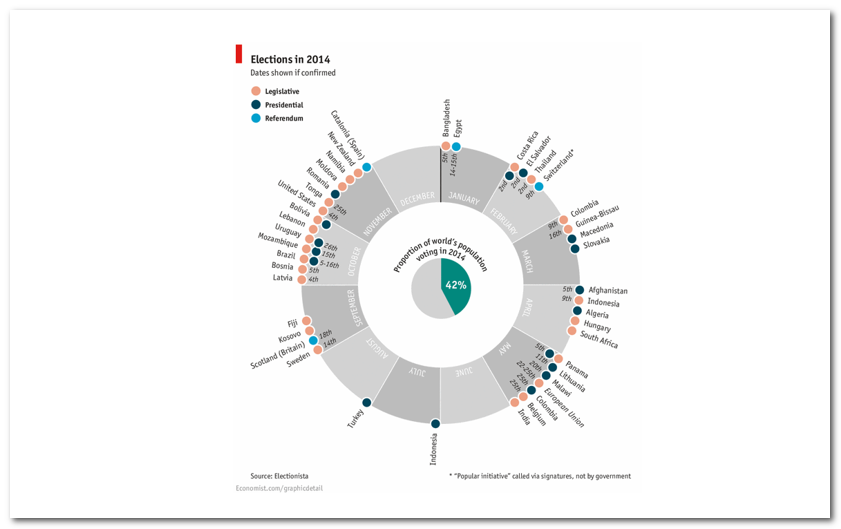 Elections in 2014
Dates shown if confirmed
Legislative
Presidential
Referendum
Bangladesh
5th
Egypt
14-15th
JANUARY
Costa Bica
2nd
El Salvador
2nd
Thailand
2nd
Switzerland*
9th
FEBRUARY
Colombia
9th
Guinea-Bissau
16th
Macedonia
Slovakia
MARCH
Afghanistan
5th
Indonesia
9th
Algeria
Hungary
South Africa
APRIL
Panama
5th
Lithuania
11th
Malawi
20th
European Union
22-25th
Colombia
25th
Belgium
25th
India
MAY
JUNE
Indonesia
JULY
Turkey
AUGUST
Sweden
14th
Scotland (Britain)
18th
Kosovo
Fiji
SEPTEMBER
Latvia
4th
Bosnia
5th
Brazil
5-16th
Mozambique
15th
Uruguay
26th
Lebanon
Bolivia
OCTOBER
United States
4th
Tonga
25th
Romania
Moldova
Namibia
New Zealand
Catalonia (Spain)
NOVEMBER
DECEMBER
Proportion of world's population
voting in 2014
42%
Source: Electionista
* "Popular initiative" called via signatures, not by government
Economist.com/graphicdetail